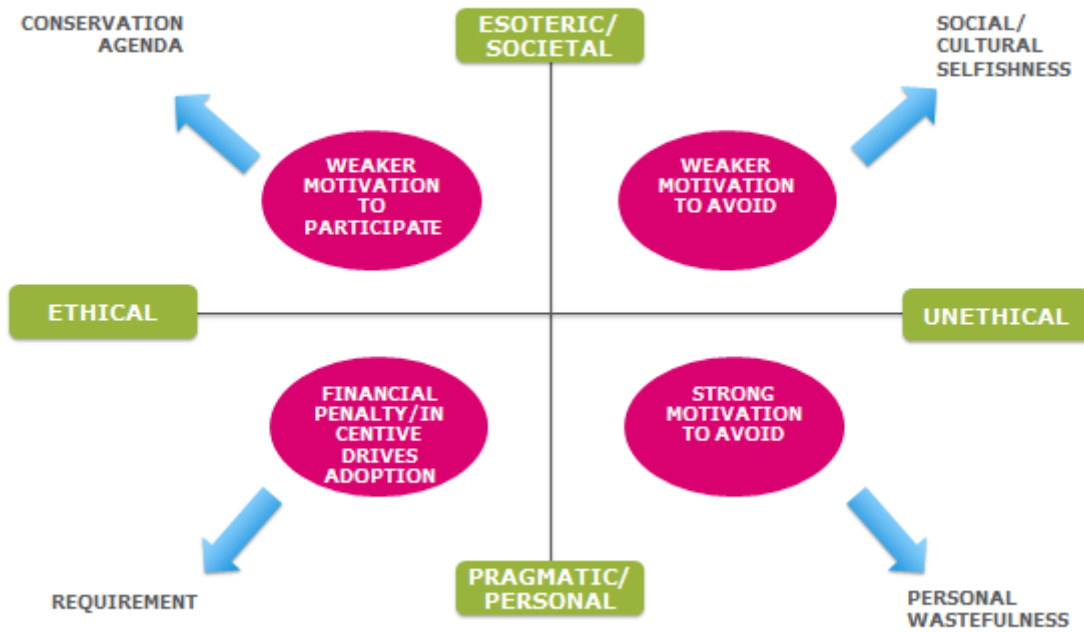 CONSERVATION
AGENDA
ESOTERIC/
SOCIETAL
SOCIAL/
CULTURAL
SELFISHNESS
WEAKER
MOTIVATION
TO
PARTICIPATE
WEAKER
MOTIVATION
TO AVOID
ETHICAL
UNETHICAL
FINANCIAL
PENALTY/IN
CENTIVE
DRIVES
ADOPTION
STRONG
MOTIVATION
TO AVOID
REQUIREMENT
PRAGMATIC/
PERSONAL
PERSONAL
WASTEFULNESS